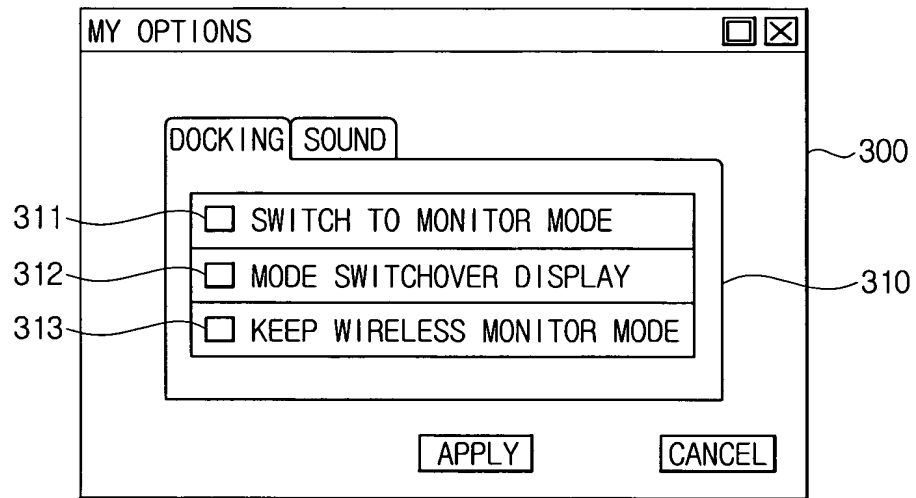 MY OPTIONS
DOCKING SOUND
300
311 SWITCH TO MONITOR MODE
312 MODE SWITCHOVER DISPLAY 310
313 KEEP WIRELESS MONITOR MODE
APPLY CANCEL